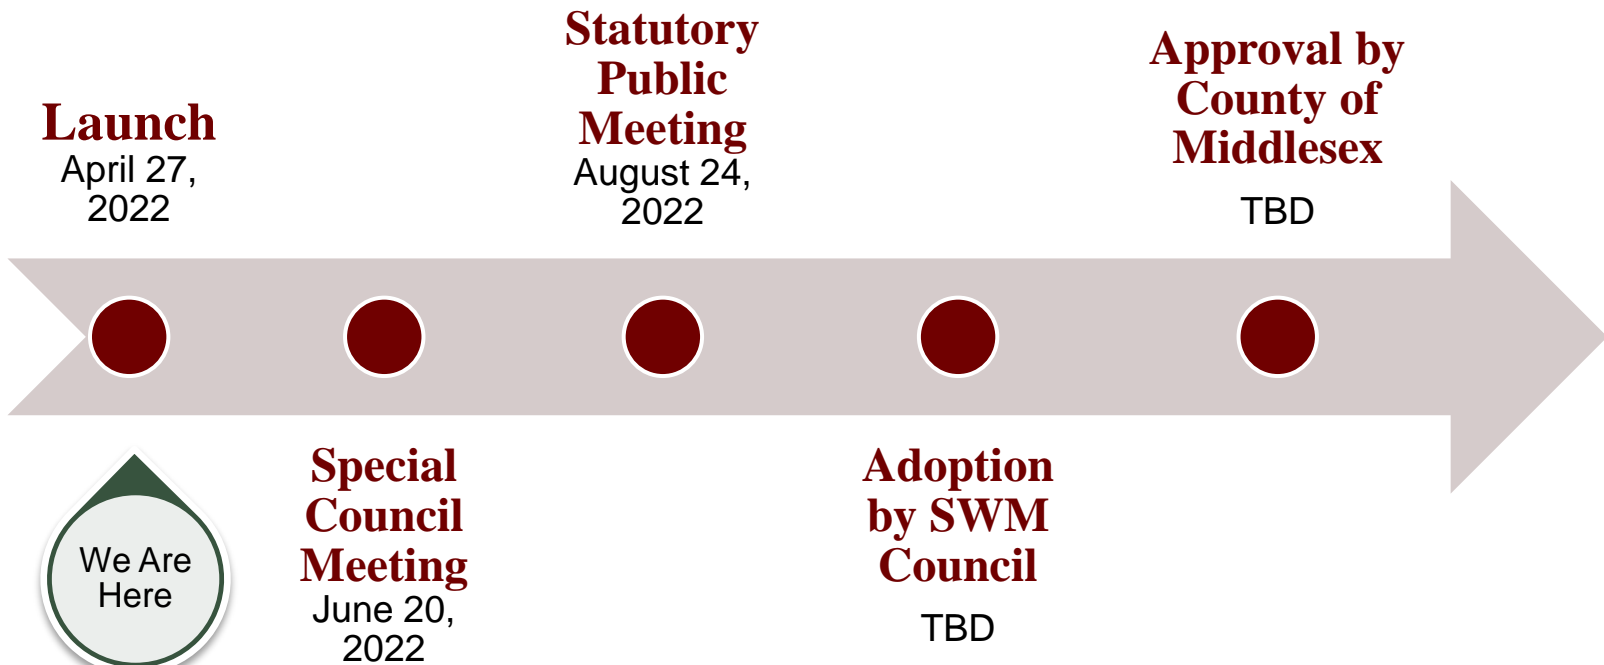 Launch
April 27,
2022
Special
Council
Meeting
June 20,
2022
Statutory
Public
Meeting
August 24,
2022
Adoption
by SWM
Council
TBD
Approval by
County of
Middlesex
TBD
We Are
Here